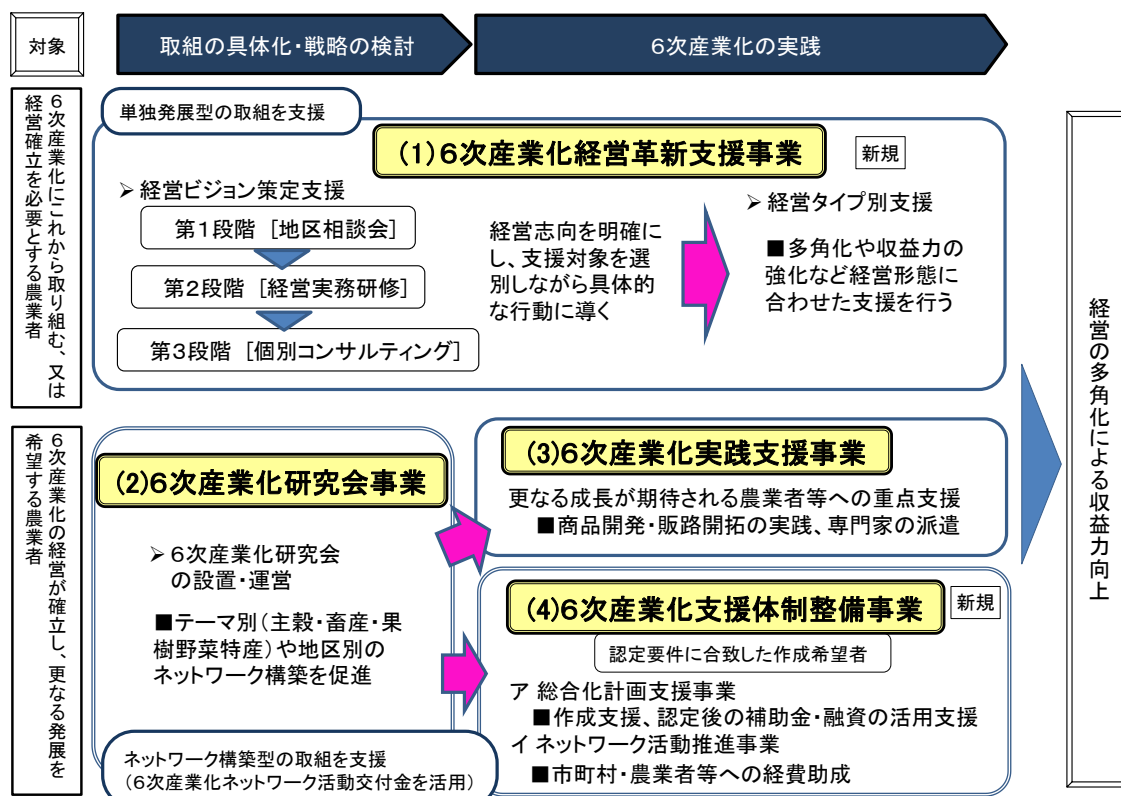 対象
取組の具体化・戦略の検討
6次産業化の実践
6次産業化にこれから取り組む、又は
経営確立を必要とする農業者
単独発展型の取組を支援
(1)6次産業化経営革新支援事業
新規
➢ 経営ビジョン策定支援
第1段階 [地区相談会]
第2段階 [経営実務研修]
第3段階 [個別コンサルティング]
経営志向を明確に
し、支援対象を選
別しながら具体的
な行動に導く
➢ 経営タイプ別支援
■多角化や収益力の
強化など経営形態に
合わせた支援を行う
6次産業化の経営が確立し、更なる発展を
希望する農業者
(2)6次産業化研究会事業
➢ 6次産業化研究会
の設置・運営
■テーマ別(主穀・畜産・果
樹野菜特産)や地区別の
ネットワーク構築を促進
ネットワーク構築型の取組を支援
(6次産業化ネットワーク活動交付金を活用)
(3)6次産業化実践支援事業
更なる成長が期待される農業者等への重点支援
■商品開発・販路開拓の実践、専門家の派遣
(4)6次産業化支援体制整備事業
新規
認定要件に合致した作成希望者
ア 総合化計画支援事業
■作成支援、認定後の補助金・融資の活用支援
イ ネットワーク活動推進事業
■市町村・農業者等への経費助成
経営の多角化による収益力向上